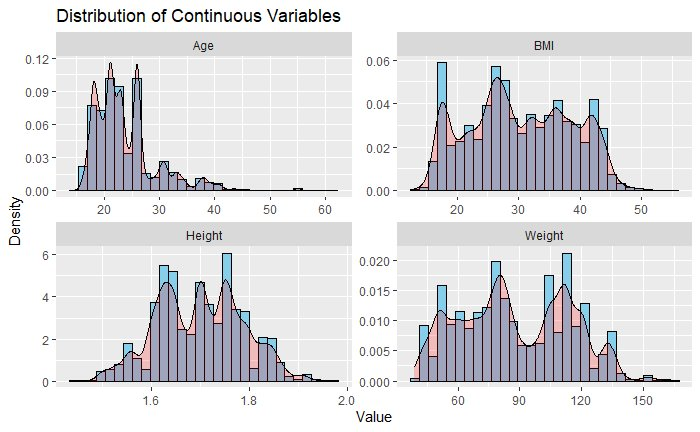 Distribution of Continuous Variables
Age
BMI
0.12
0.09
0.06
0.03
0.00
20 30 40 50 60
0.06
0.04
0.02
0.00
20 30 40 50
Density
Height
Weight
6
4
2
0
1.6 1.8 2.0
0.020
0.015
0.010
0.005
0.000
60 90 120 150
Value